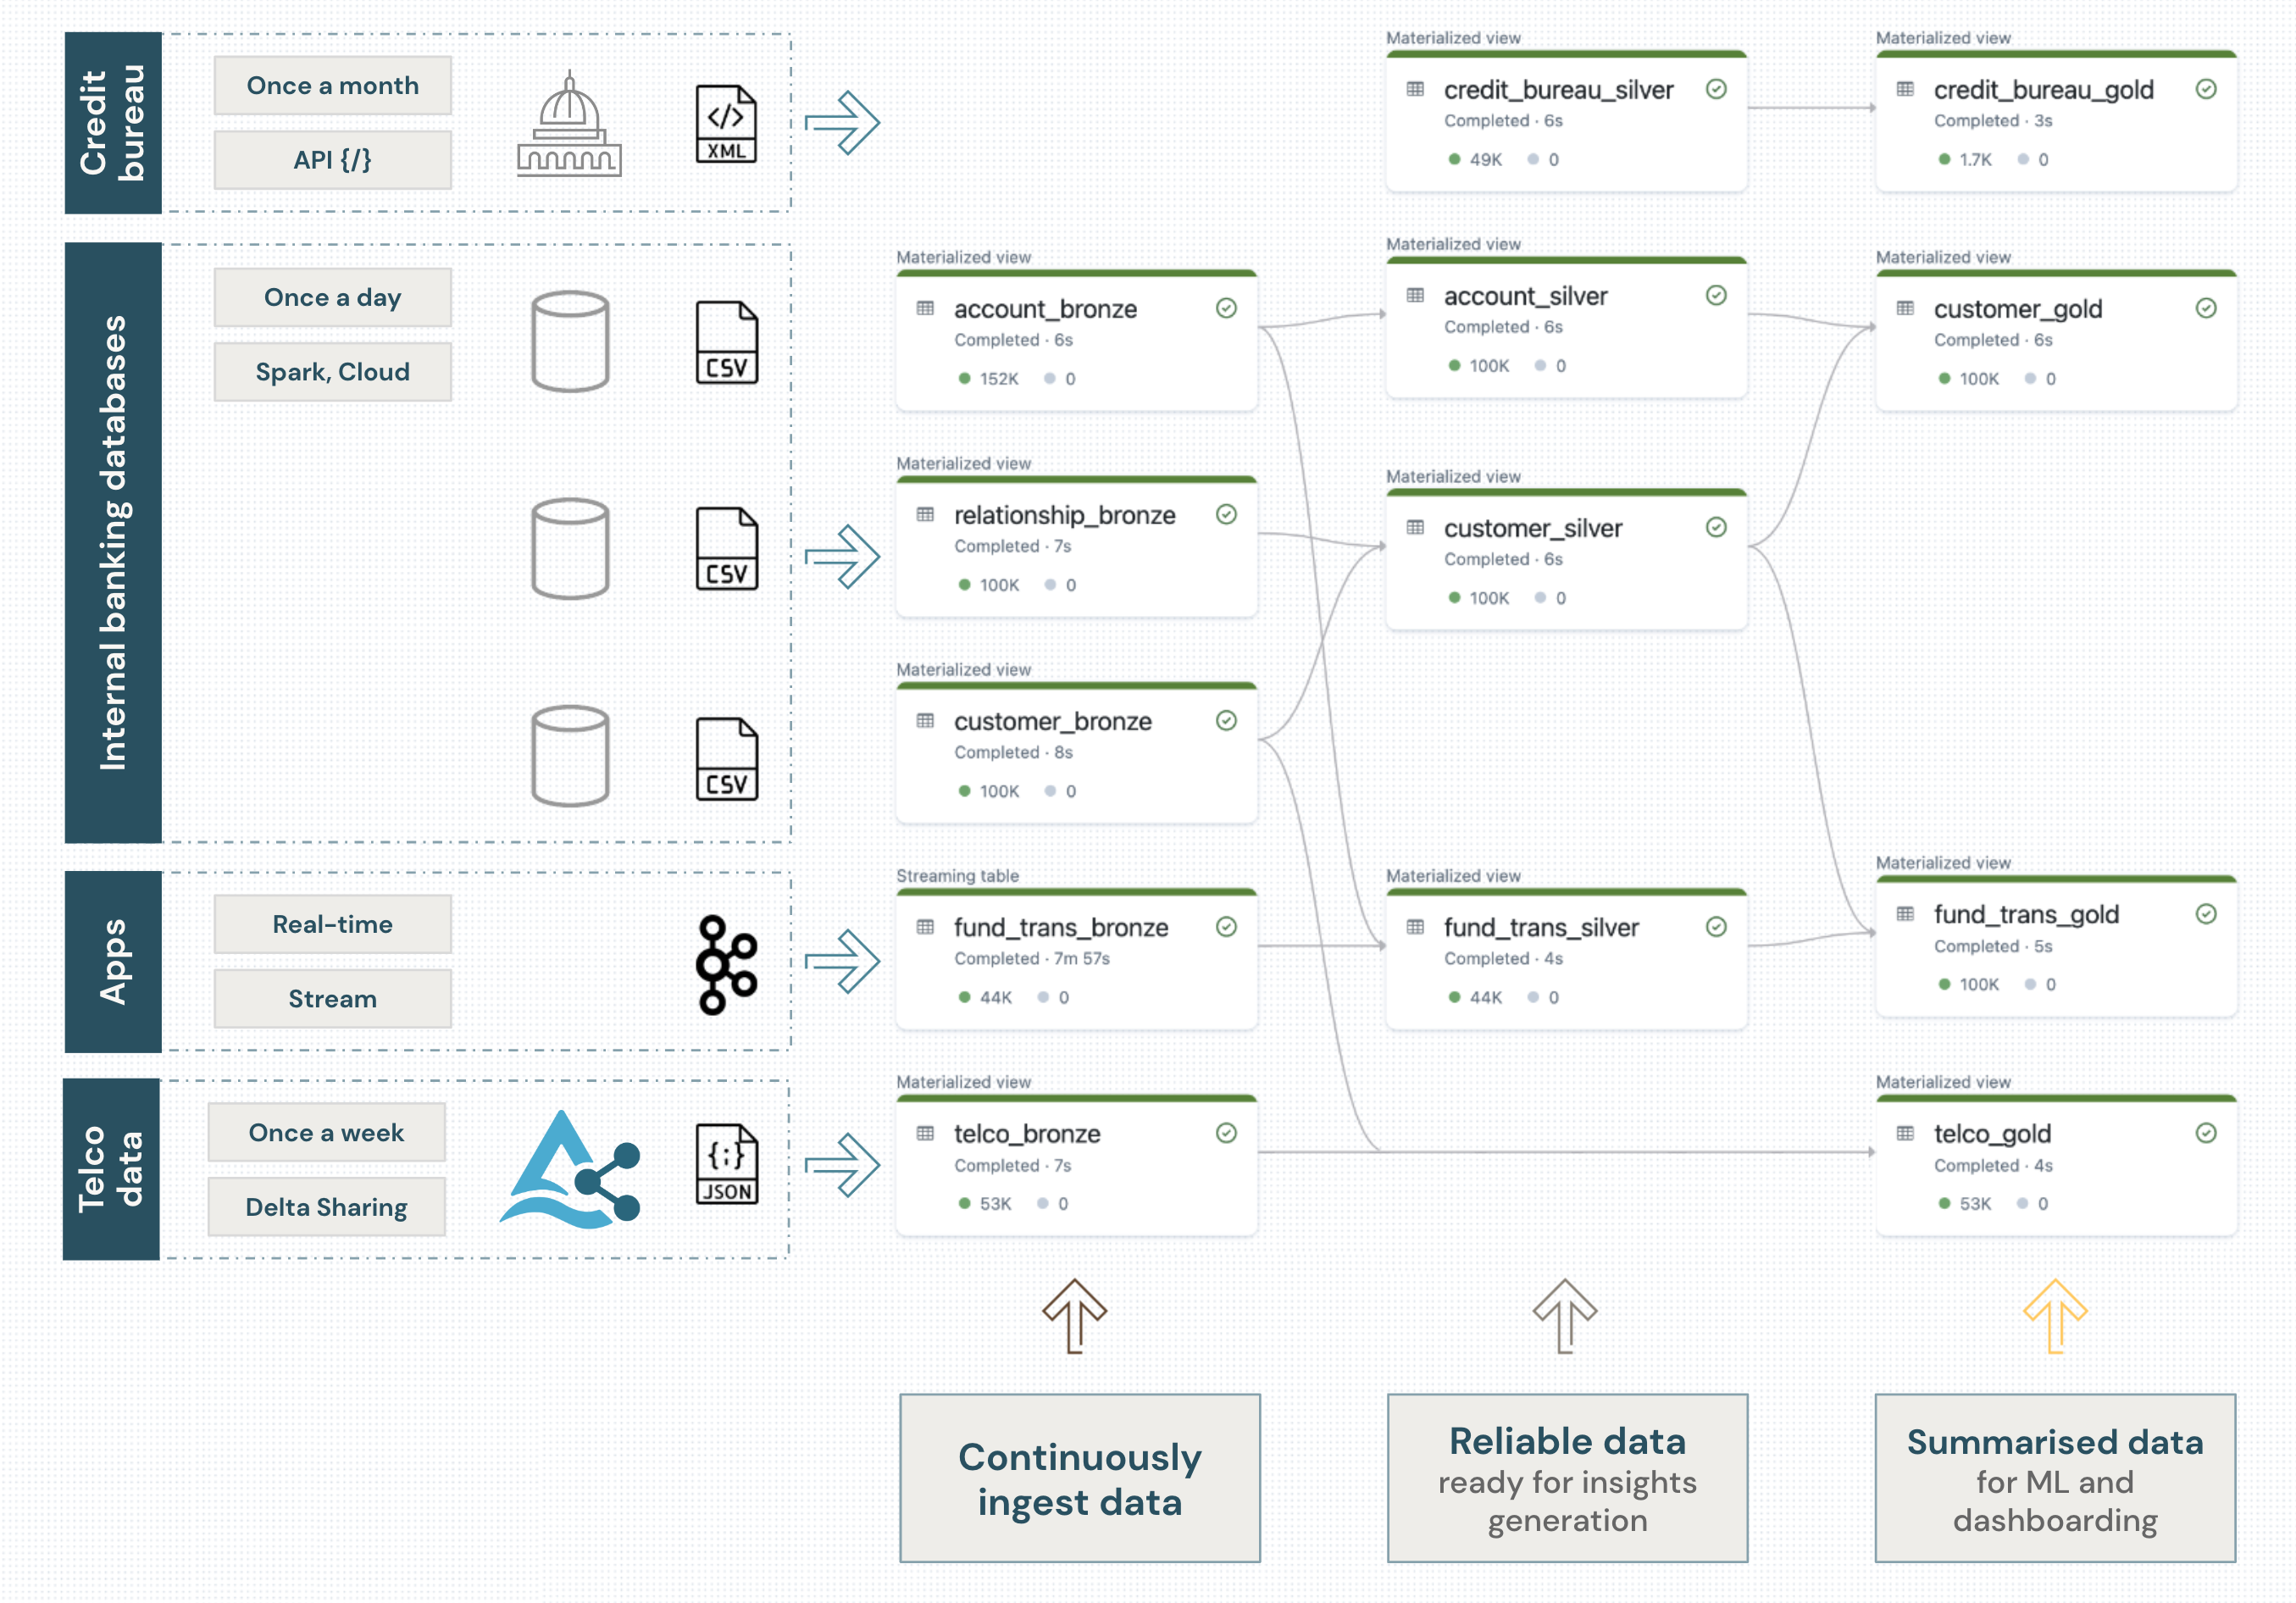 Credit
bureau
Once a month
API {/}
</>
XML
Materialized view
credit_bureau_silver
Completed · 6s
49K 0
Materialized view
credit_bureau_gold
Completed · 3s
1.7K 0
Internal banking databases
Once a day
Spark, Cloud
CSV
CSV
CSV
Materialized view
account_bronze
Completed · 6s
152K 0
Materialized view
account_silver
Completed · 6s
100K 0
Materialized view
customer_gold
Completed · 6s
100K 0
Materialized view
relationship_bronze
Completed · 7s
100K 0
Materialized view
customer_silver
Completed · 6s
100K 0
Materialized view
customer_bronze
Completed · 8s
100K 0
Apps
Real-time
Stream
Streaming table
fund_trans_bronze
Completed · 7m 57s
44K 0
Materialized view
fund_trans_silver
Completed · 4s
44K 0
Materialized view
fund_trans_gold
Completed · 5s
100K 0
Telco
data
Once a week
Delta Sharing
{;}
JSON
Materialized view
telco_bronze
Completed · 7s
53K 0
Materialized view
telco_gold
Completed · 4s
53K 0
Continuously
ingest data
Reliable data
ready for insights
generation
Summarised data
for ML and
dashboarding